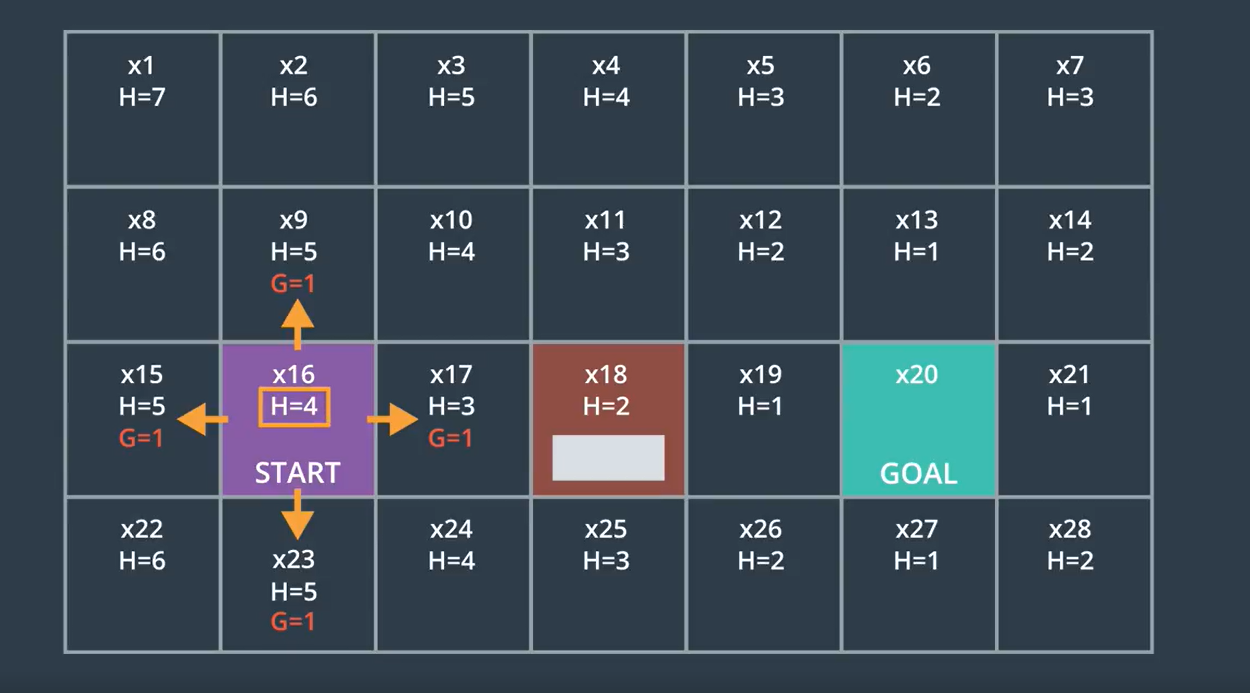 x1
H=7
x2
H=6
x3
H=5
x4
H=4
x5
H=3
x6
H=2
x7
H=3
x8
H=6
x9
H=5
G=1
x10
H=4
x11
H=3
x12
H=2
x13
H=1
x14
H=2
x15
H=5
G=1
x16
H=4
START
x17
H=3
G=1
x18
H=2
x19
H=1
x20
GOAL
x21
H=1
x22
H=6
x23
H=5
G=1
x24
H=4
x25
H=3
x26
H=2
x27
H=1
x28
H=2